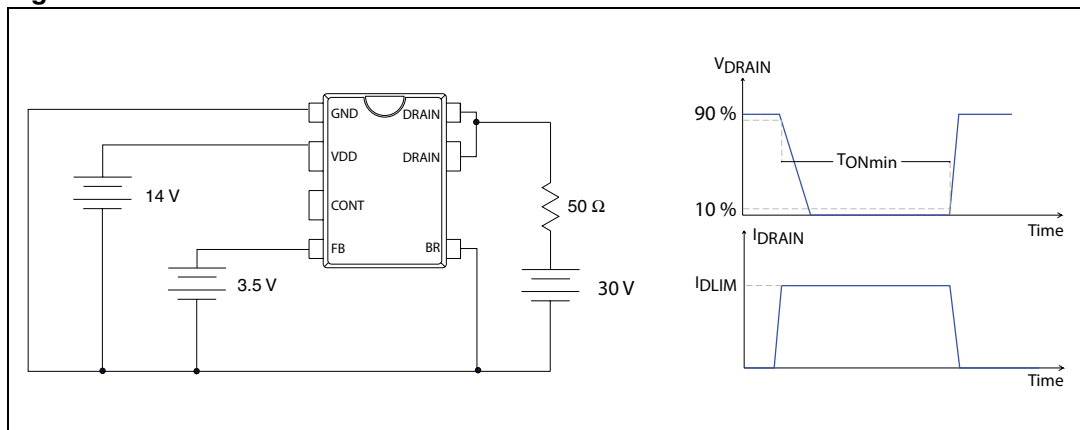 GND
DRAIN
VDD
DRAIN
CONT
FB
BR
14 V
3.5 V
50 Ω
30 V
VDRAIN
90 %
TONmin
10 %
Time
IDRAIN
IDLIM
Time